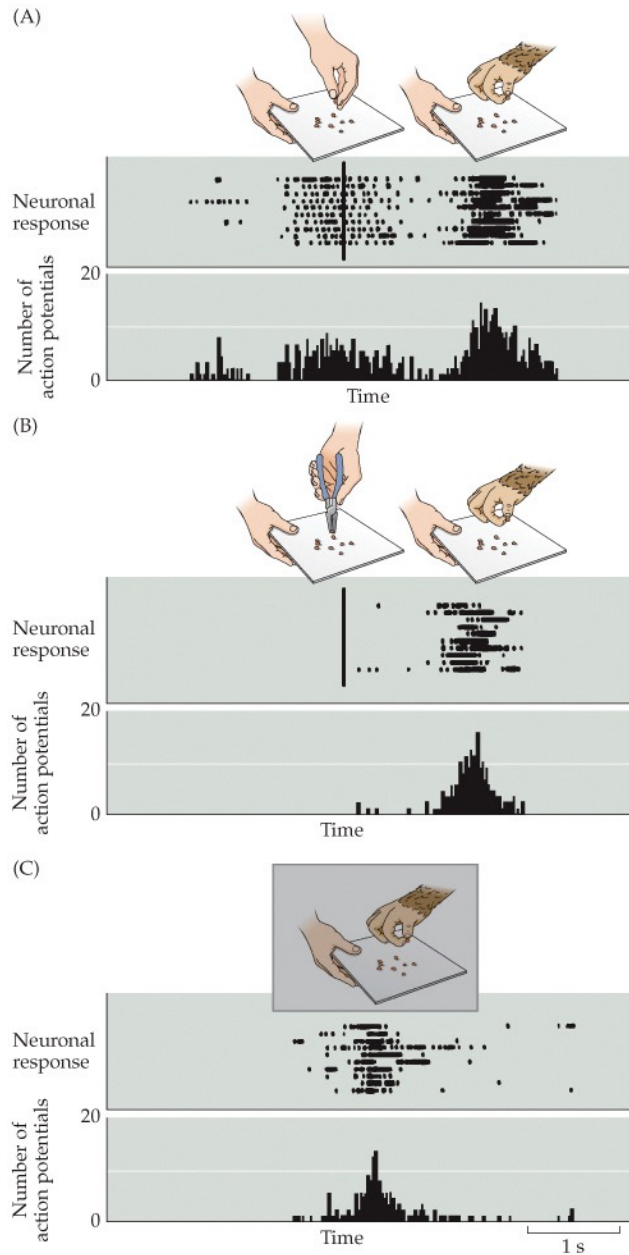 (A)
Neuronal
response
20
Number of
action potentials
0
Time
(B)
Neuronal
response
20
Number of
action potentials
0
Time
(C)
Neuronal
response
20
Number of
action potentials
0
Time
1 s